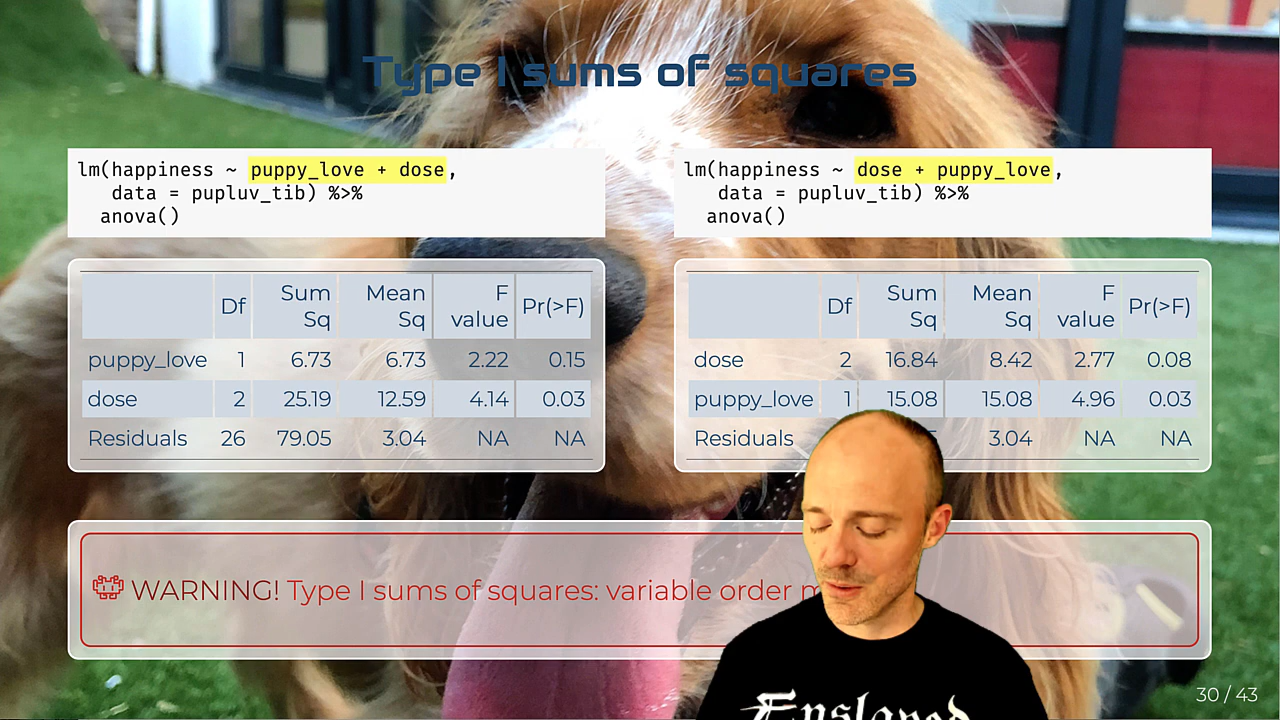 Type I sums of squares
lm(happiness ~ puppy_love + dose,
data = pupluv_tib) %>%
anova()
lm(happiness ~ dose + puppy_love,
data = pupluv_tib) %>%
anova()
Df Sum Sq Mean Sq F value Pr(>F)
puppy_love 1 6.73 6.73 2.22 0.15
dose 2 25.19 12.59 4.14 0.03
Residuals 26 79.05 3.04 NA NA
Df Sum Sq Mean Sq F value Pr(>F)
dose 2 16.84 8.42 2.77 0.08
puppy_love 1 15.08 15.08 4.96 0.03
Residuals 3.04 NA NA
WARNING! Type I sums of squares: variable order
Enslaved
30 / 43